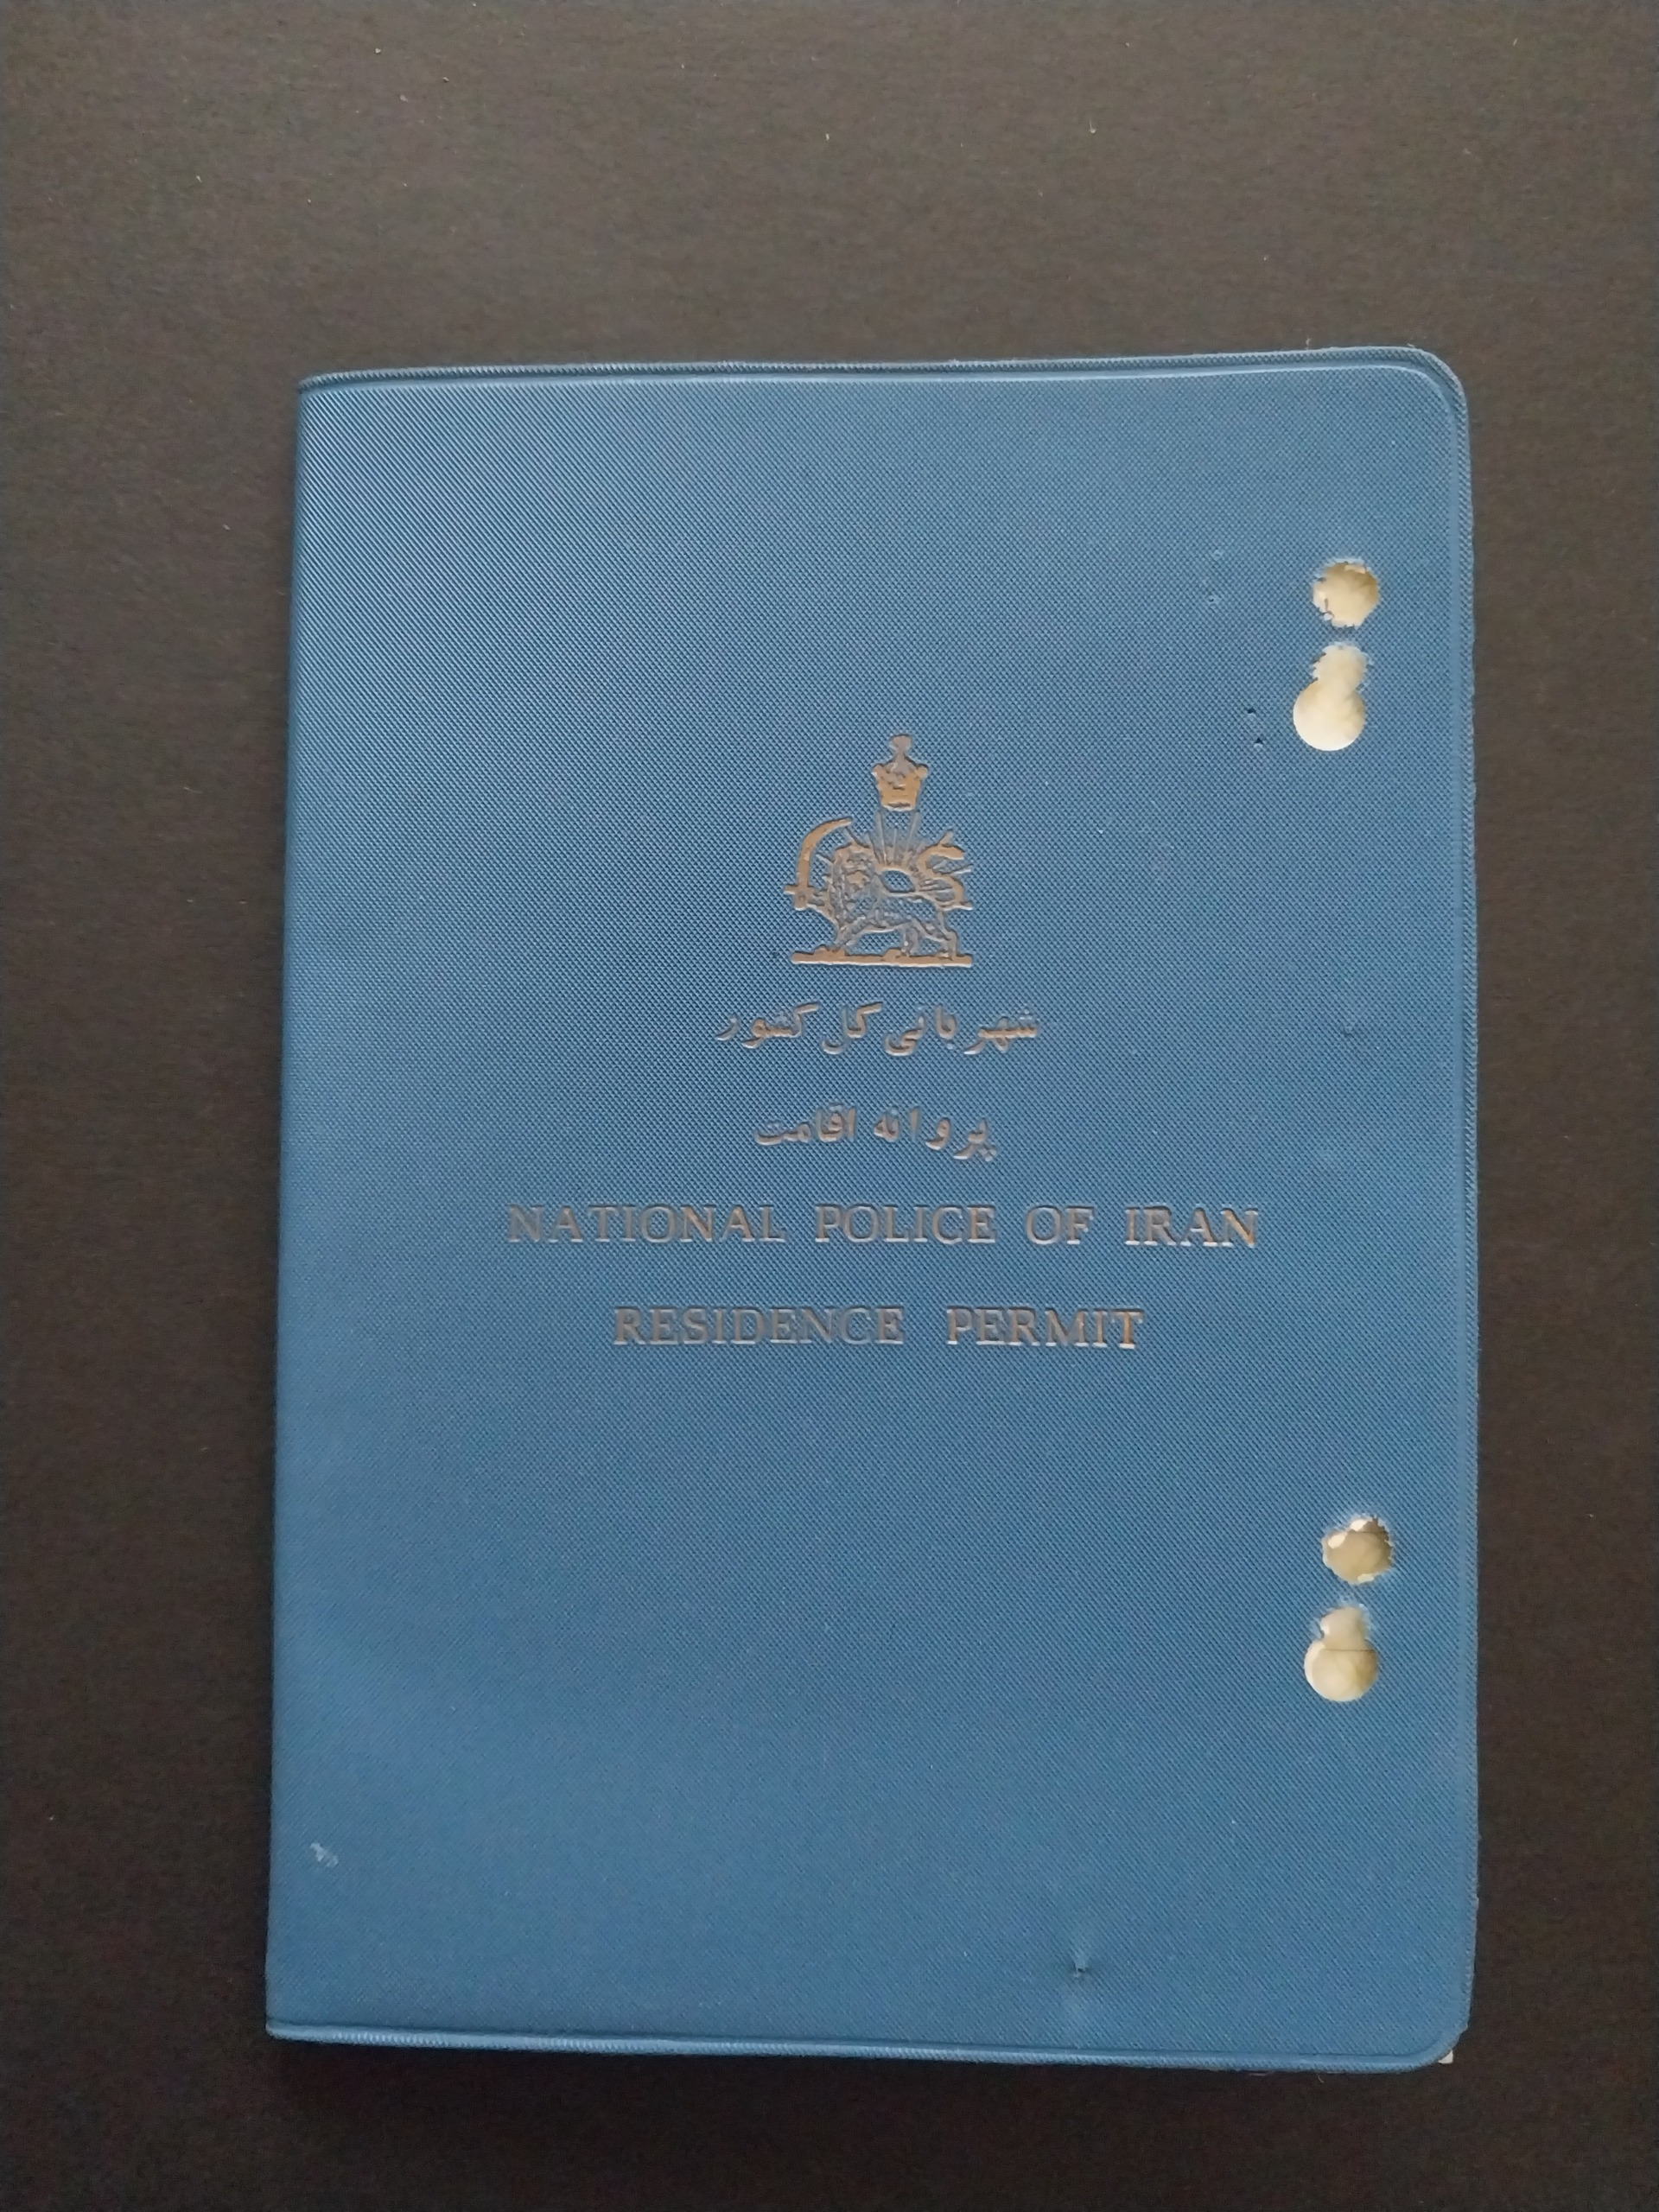 شهربانی کل کشور
پروانه اقامت
NATIONAL POLICE OF IRAN
RESIDENCE PERMIT